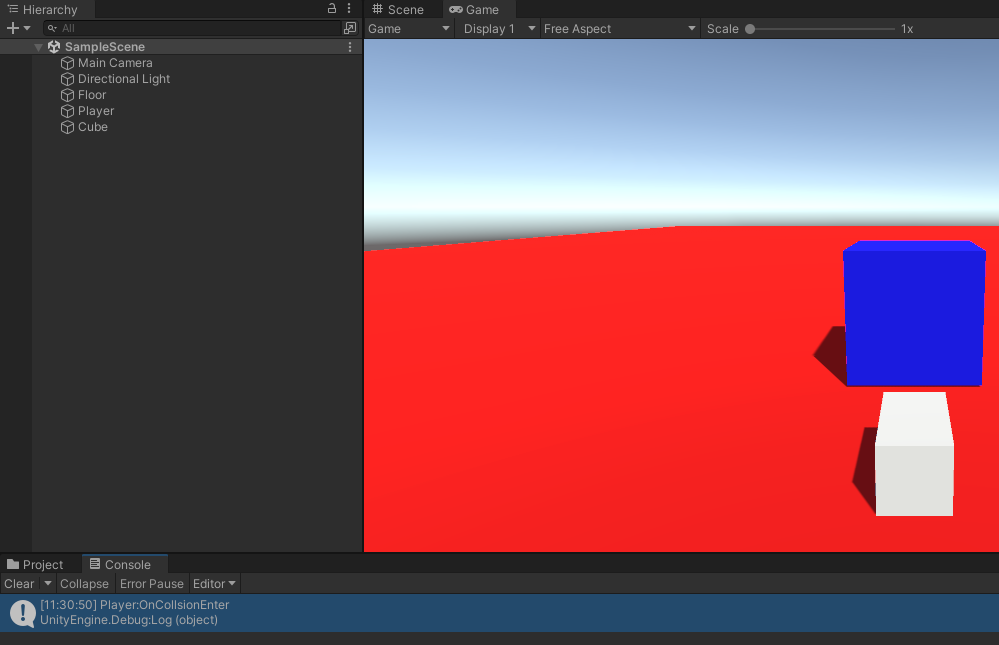 Hierarchy
All
SampleScene
Main Camera
Directional Light
Floor
Player
Cube
Scene Game
Game Display 1 Free Aspect Scale 1x
Project Console
Clear Collapse Error Pause Editor
[11:30:50] Player:OnCollsionEnter
UnityEngine.Debug:Log (object)